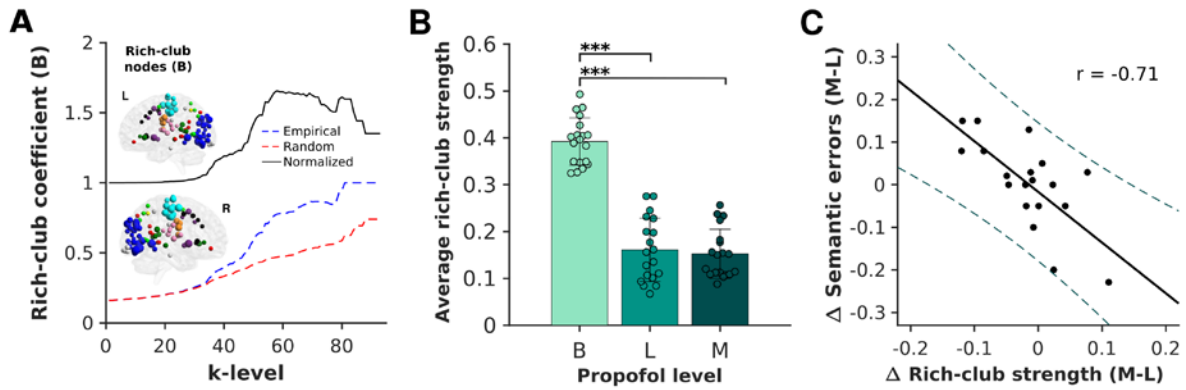 A
Rich-club coefficient (B)
2
1.5
1
0.5
0
Rich-club
nodes (B)
L
R
Empirical
Random
Normalized
0 20 40 60 80
k-level
B
Average rich-club strength
0.6
0.5
0.4
0.3
0.2
0.1
0
***
***
B L M
Propofol level
C
Δ Semantic errors (M-L)
0.3
0.2
0.1
0
-0.1
-0.2
-0.3
r = -0.71
-0.2 -0.1 0 0.1 0.2
Δ Rich-club strength (M-L)